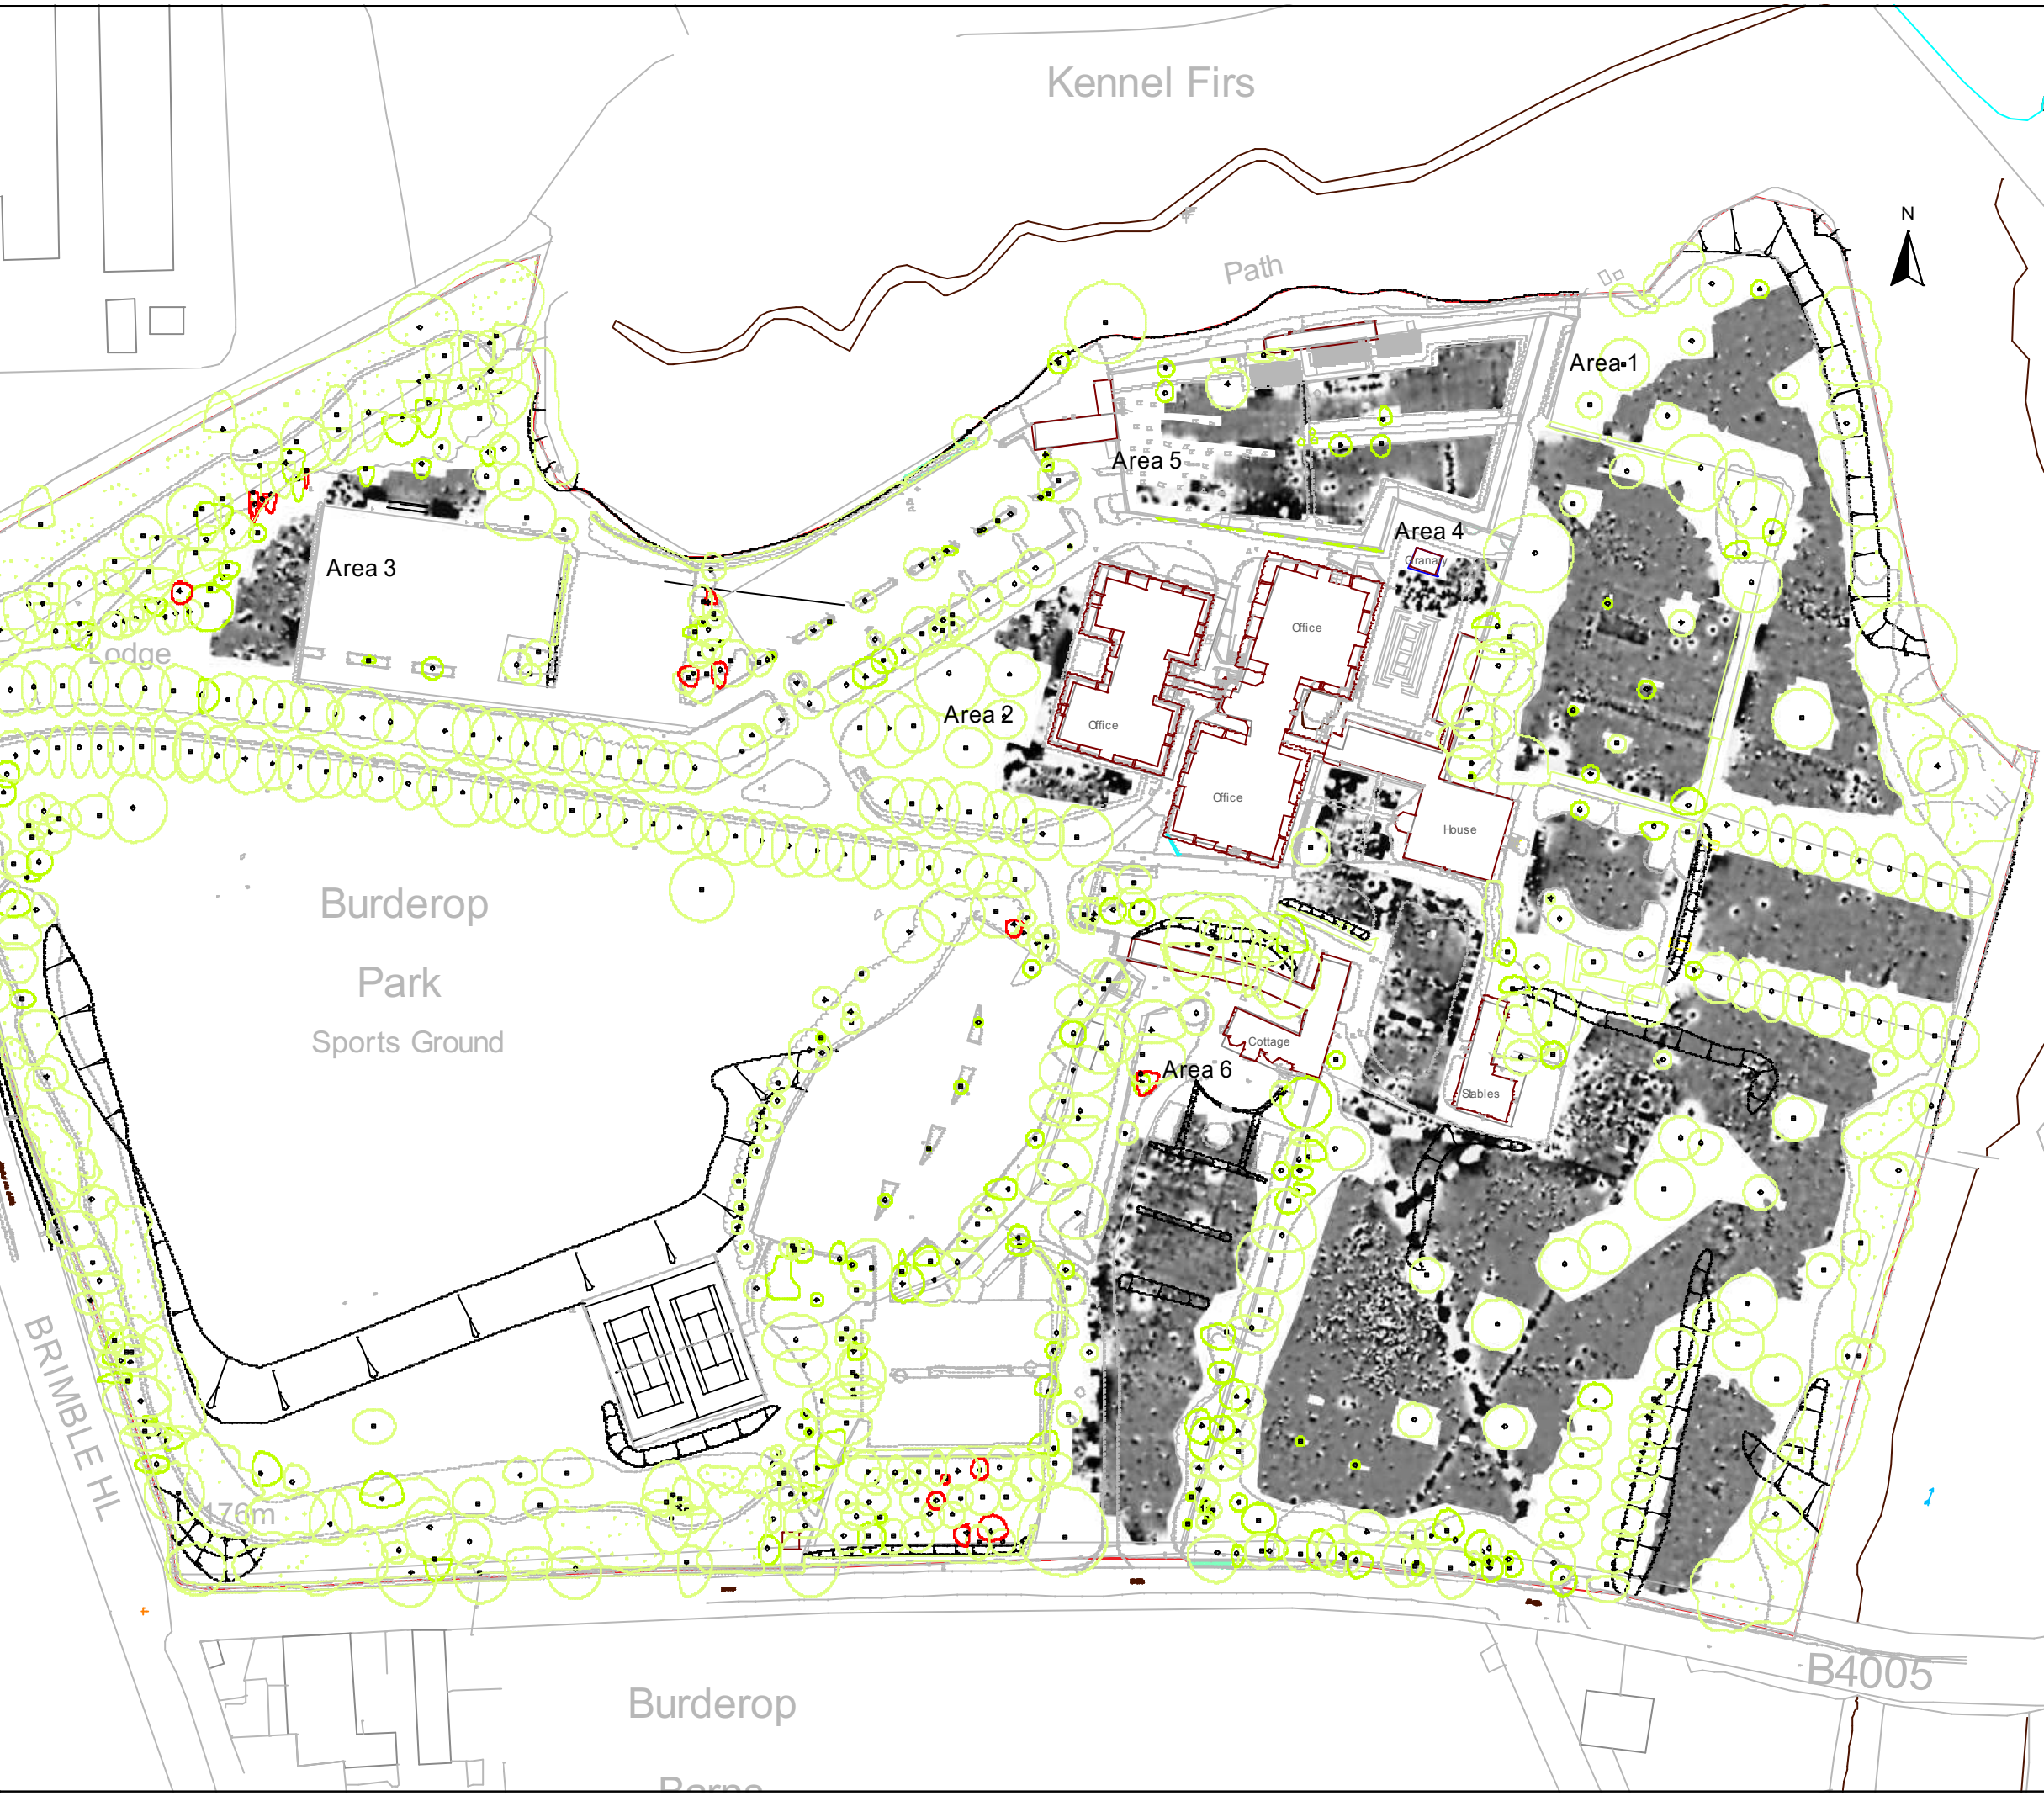 Kennel Firs
N
Path
Area 1
Area 5
Area 4
Granary
Area 3
Office
Lodge
Area 2
Office
Office
House
Burderop
Park
Sports Ground
Cottage
Area 6
Stables
BRIMBLE HL
176m
B4005
Burderop
Barns